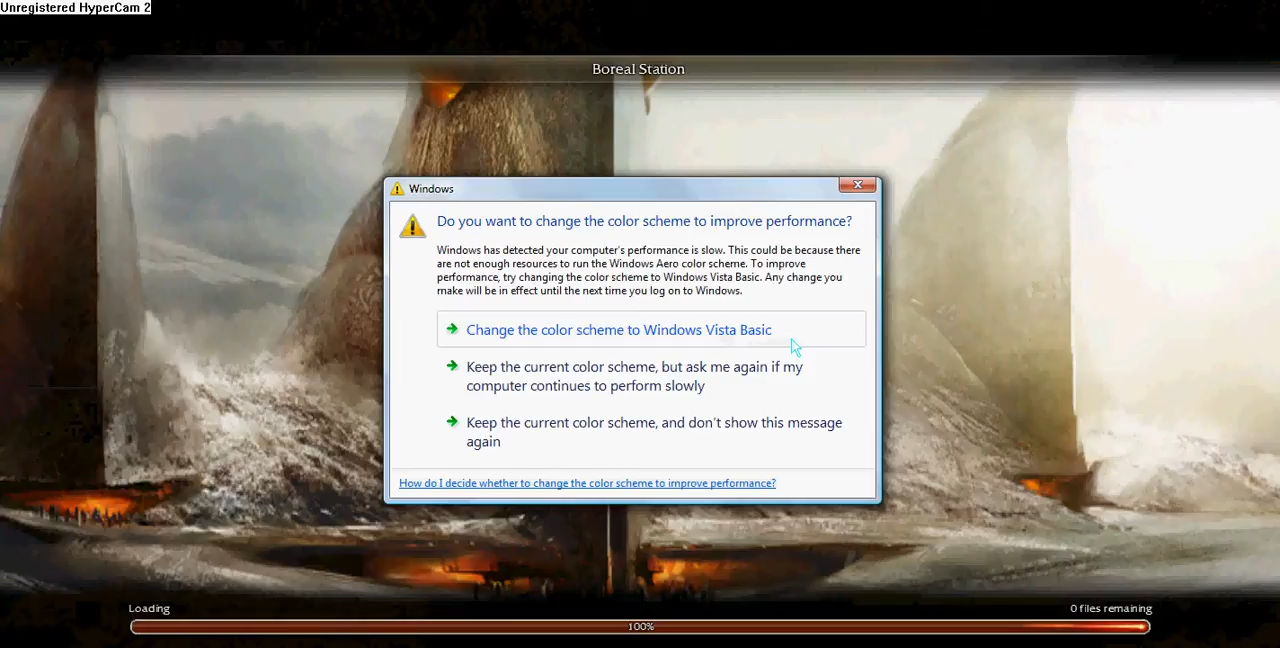 Unregistered HyperCam 2
Boreal Station
Windows
Do you want to change the color scheme to improve performance?
Windows has detected your computer's performance is slow. This could be because there
are not enough resources to run the Windows Aero color scheme. To improve
performance, try changing the color scheme to Windows Vista Basic. Any change you
make will be in effect until the next time you log on to Windows.
Change the color scheme to Windows Vista Basic
Keep the current color scheme, but ask me again if my
computer continues to perform slowly
Keep the current color scheme, and don't show this message
again
How do I decide whether to change the color scheme to improve performance?
Loading
0 files remaining
100%